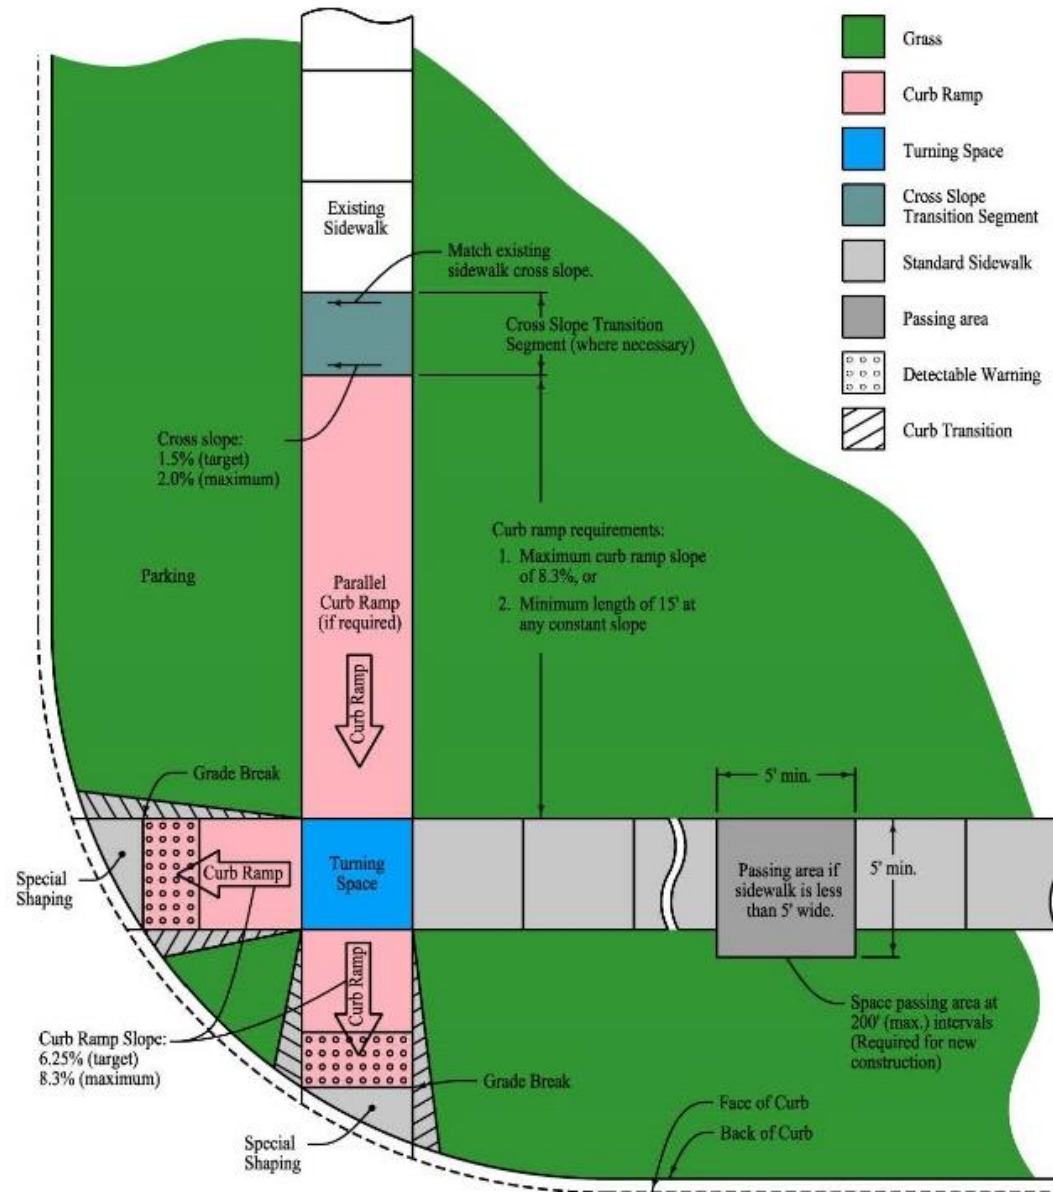 Grass
Curb Ramp
Turning Space
Cross Slope
Transition Segment
Standard Sidewalk
Passing area
Detectable Warning
Curb Transition
Existing
Sidewalk
Match existing
sidewalk cross slope.
Cross Slope Transition
Segment (where necessary)
Cross slope:
1.5% (target)
2.0% (maximum)
Curb ramp requirements:
1. Maximum curb ramp slope
of 8.3%, or
2. Minimum length of 15' at
any constant slope
Parking
Parallel
Curb Ramp
(if required)
Curb Ramp
Grade Break
5' min.
Special
Shaping
Curb Ramp
Turning
Space
Passing area if
sidewalk is less
than 5' wide.
5' min.
Curb Ramp
Curb Ramp Slope:
6.25% (target)
8.3% (maximum)
Space passing area at
200' (max.) intervals
(Required for new
construction)
Grade Break
Face of Curb
Back of Curb
Special
Shaping